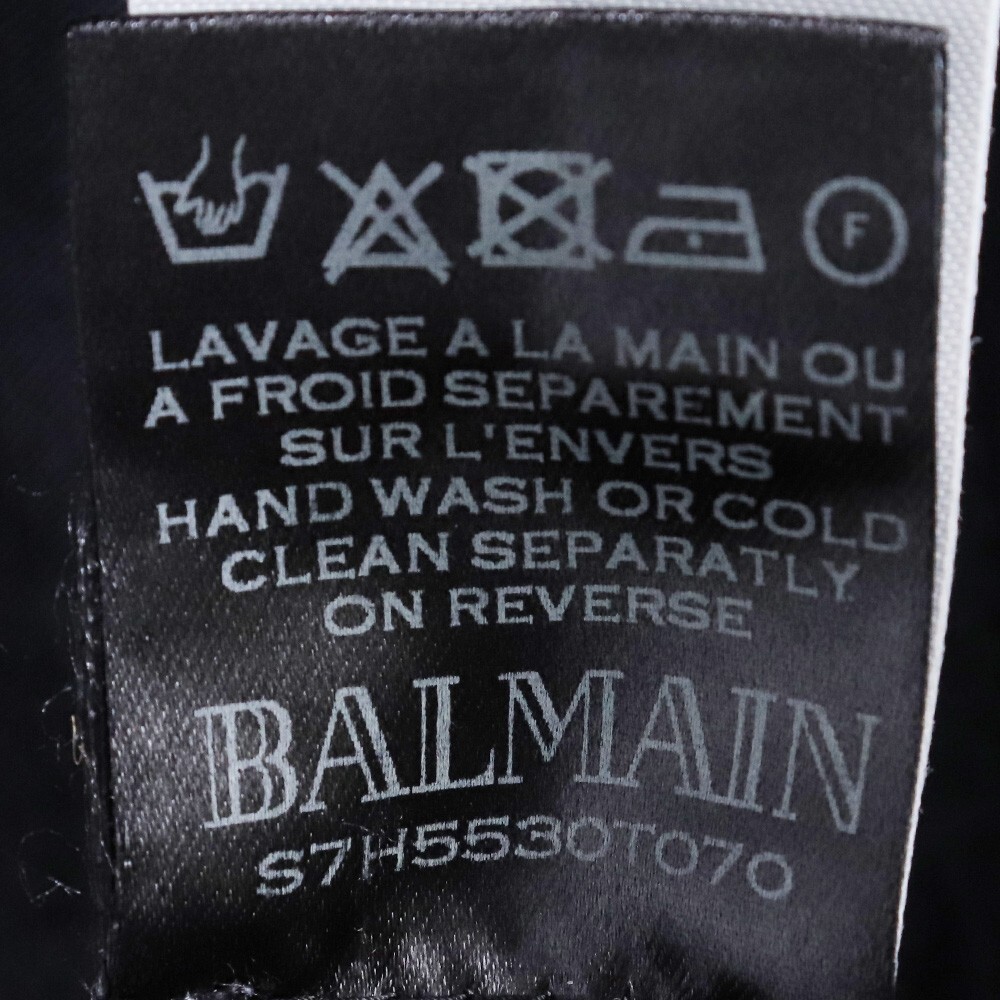 F
LAVAGE A LA MAIN OU
A FROID SEPAREMENT
SUR L'ENVERS
HAND WASH OR COLD
CLEAN SEPARATLY
ON REVERSE
BALMAIN
S7H5530T070